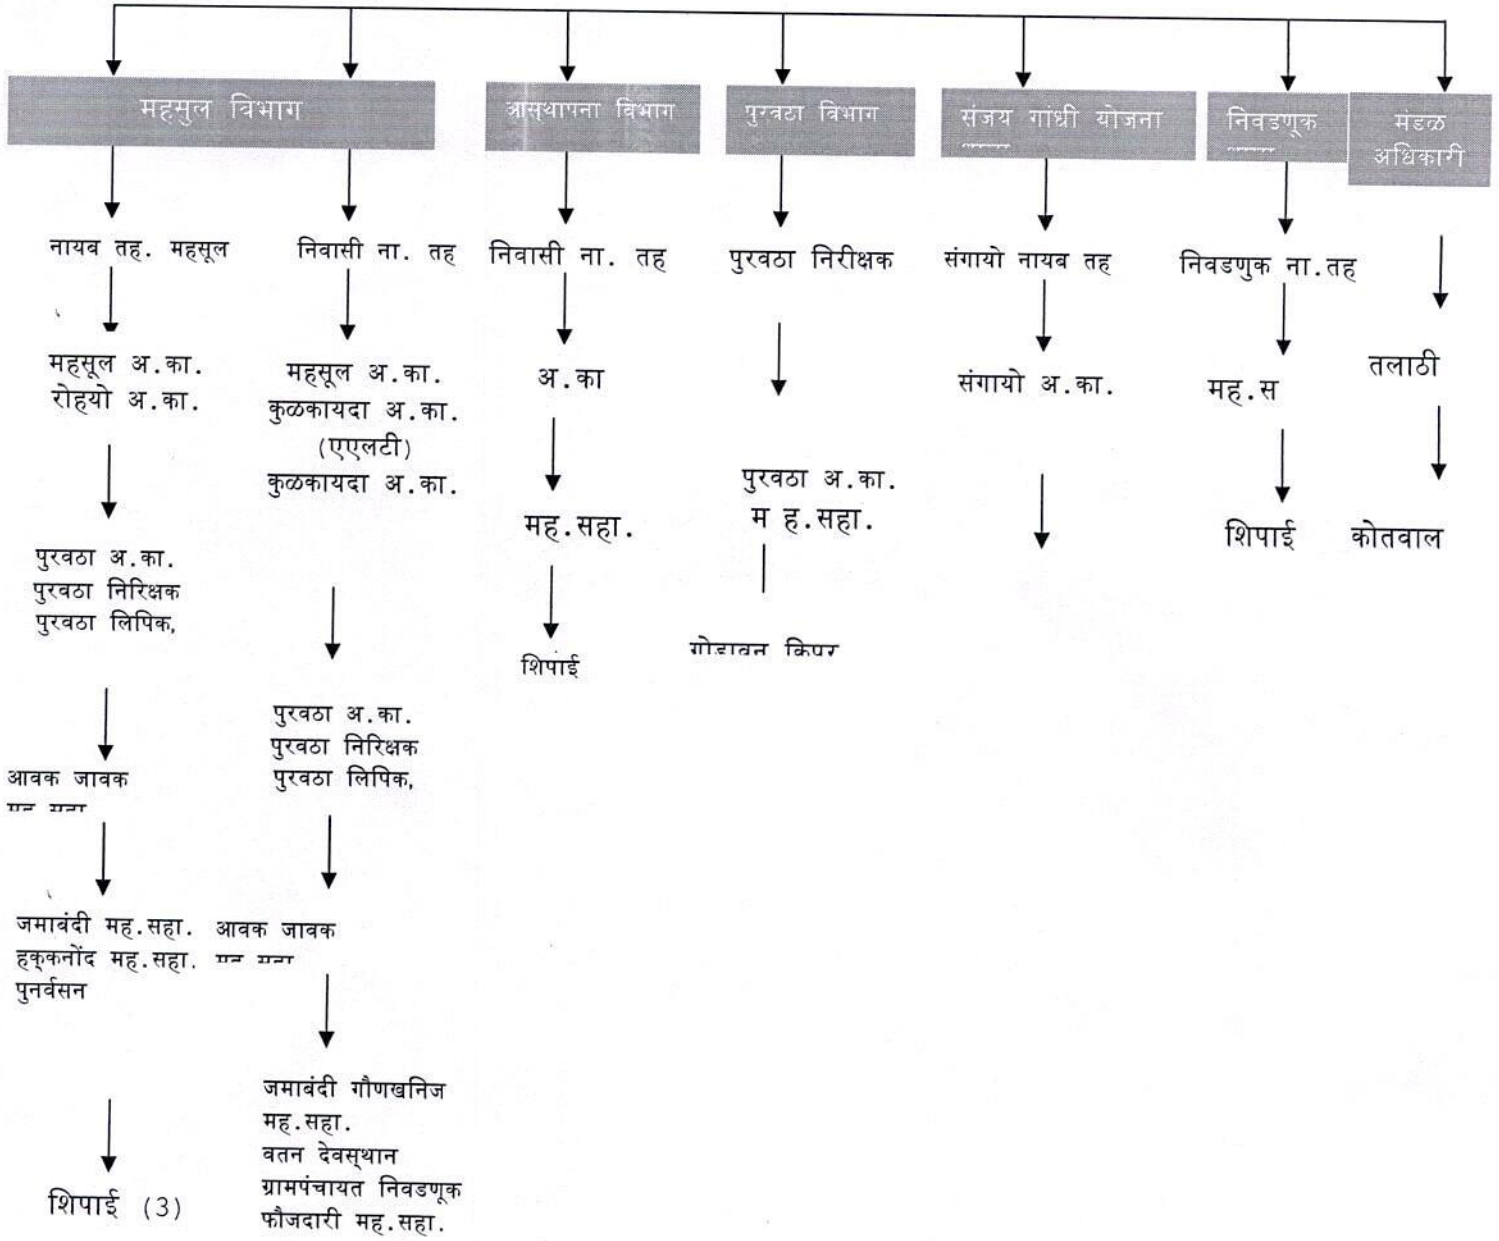 महसुल विभाग
आस्थापना विभाग
पुरवठा विभाग
संजय गांधी योजना
निवडणूक
मंडळ
अधिकारी
नायब तह. महसूल
निवासी ना. तह
निवासी ना. तह
पुरवठा निरीक्षक
संगायो नायब तह
निवडणुक ना.तह
महसूल अ.का.
रोहयो अ.का.
महसूल अ.का.
कुळकायदा अ.का.
(एएलटी)
कुळकायदा अ.का.
अ.का
संगायो अ.का.
मह.स
तलाठी
पुरवठा अ.का.
म ह.सहा.
मह.सहा.
शिपाई
कोतवाल
पुरवठा अ.का.
पुरवठा निरिक्षक
पुरवठा लिपिक,
शिपाई
गोडावन किपर
पुरवठा अ.का.
पुरवठा निरिक्षक
पुरवठा लिपिक,
आवक जावक
जमाबंदी मह.सहा.
हक्कनोंद मह.सहा.
पुनर्वसन
आवक जावक
जमाबंदी गौणखनिज
मह.सहा.
वतन देवस्थान
ग्रामपंचायत निवडणूक
फौजदारी मह.सहा.
शिपाई (3)